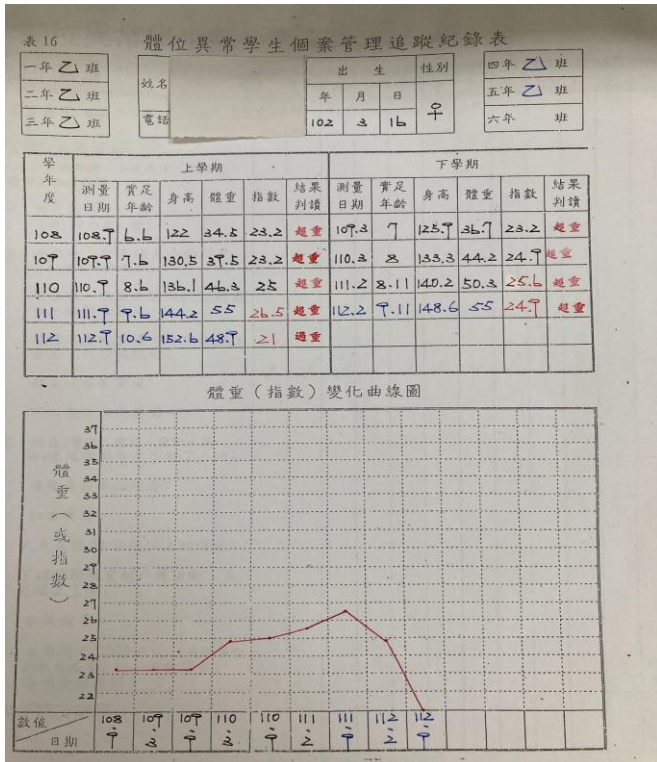 表 16 體位異常學生個案管理追蹤紀錄表
一年乙班
二年乙班
三年乙班
姓名
電話
出生 性別
年 月 日
102 3 16 ♀
四年乙班
五年乙班
六年 班
學年度 上學期 下學期
測量日期 實足年齡 身高 體重 指數 結果判讀 測量日期 實足年齡 身高 體重 指數 結果判讀
108 108.9 6.6 122 34.5 23.2 超重 109.3 7 125.9 36.7 23.2 超重
109 109.9 7.6 130.5 39.5 23.2 超重 110.3 8 133.3 44.2 24.9 超重
110 110.9 8.6 136.1 46.3 25 超重 111.2 8.11 140.2 50.3 25.6 超重
111 111.9 9.6 144.2 55 26.5 超重 112.2 9.11 148.6 55 24.9 超重
112 112.9 10.6 152.6 48.9 21 過重
體重（指數）變化曲線圖
體重（或指數）
37
36
35
34
33
32
31
30
29
28
27
26
25
24
23
22
數值
日期
108.9 109.3 109.9 110.3 110.9 111.2 111.9 112.2 112.9